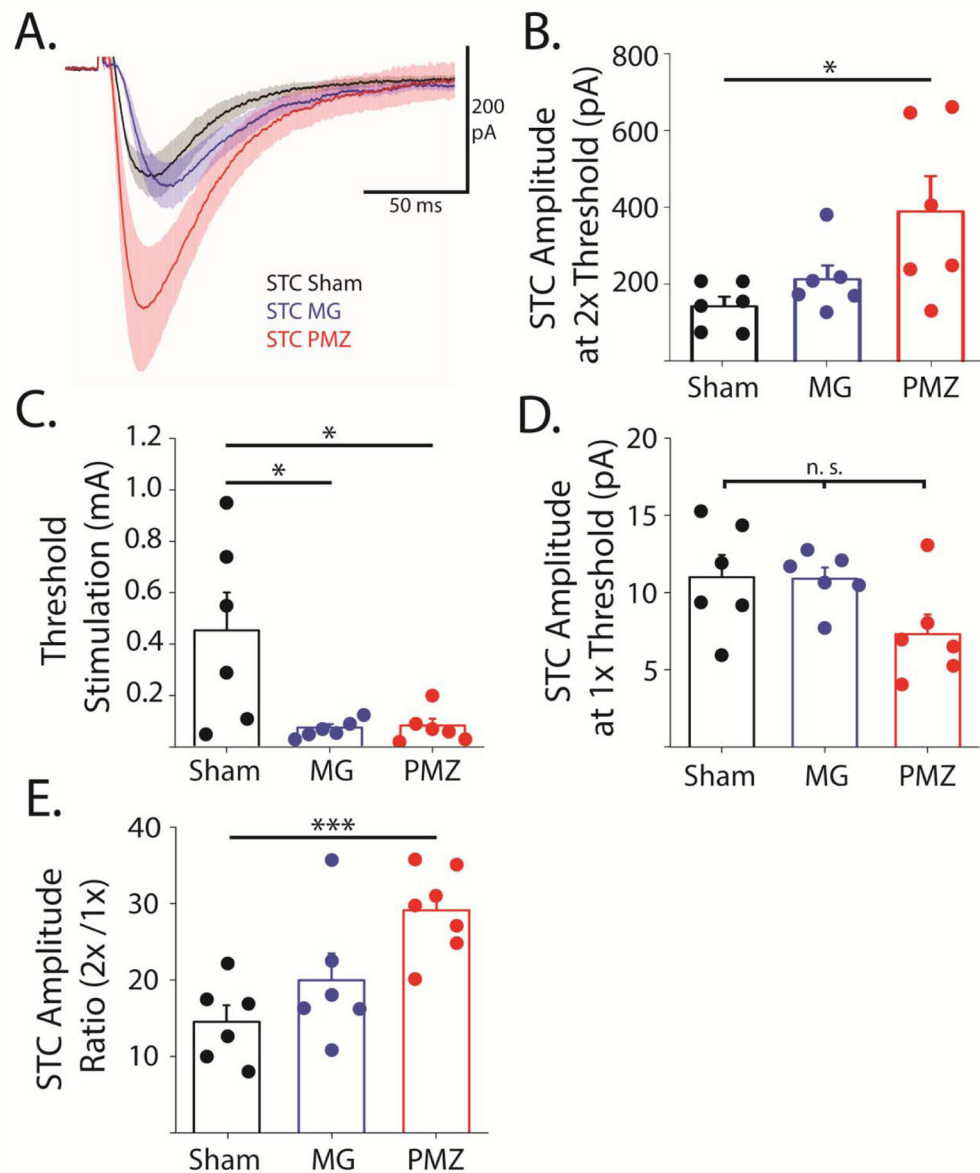 A.
200
pA
50 ms
STC Sham
STC MG
STC PMZ
B.
STC Amplitude
at 2x Threshold (pA)
800
600
400
200
*
Sham MG PMZ
C.
Threshold
Stimulation (mA)
1.2
1.0
0.8
0.6
0.4
0.2
*
*
Sham MG PMZ
D.
STC Amplitude
at 1x Threshold (pA)
20
15
10
5
n. s.
Sham MG PMZ
E.
STC Amplitude
Ratio (2x /1x)
40
30
20
10
***
Sham MG PMZ